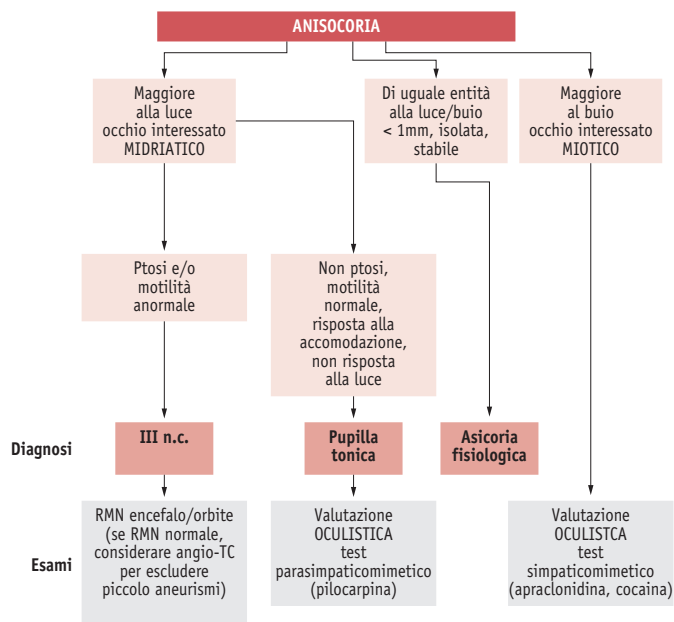 ANISOCORIA
Maggiore
alla luce
occhio interessato
MIDRIATICO
Di uguale entità
alla luce/buio
< 1mm, isolata,
stabile
Maggiore
al buio
occhio interessato
MIOTICO
Ptosi e/o
motilità
anormale
Non ptosi,
motilità
normale,
risposta alla
accomodazione,
non risposta
alla luce
Diagnosi
III n.c.
Pupilla
tonica
Asicoria
fisiologica
Esami
RMN encefalo/orbite
(se RMN normale,
considerare angio-TC
per escludere
piccolo aneurismi)
Valutazione
OCULISTICA
test
parasimpaticomimetico
(pilocarpina)
Valutazione
OCULISTCA
test
simpaticomimetico
(apraclonidina, cocaina)